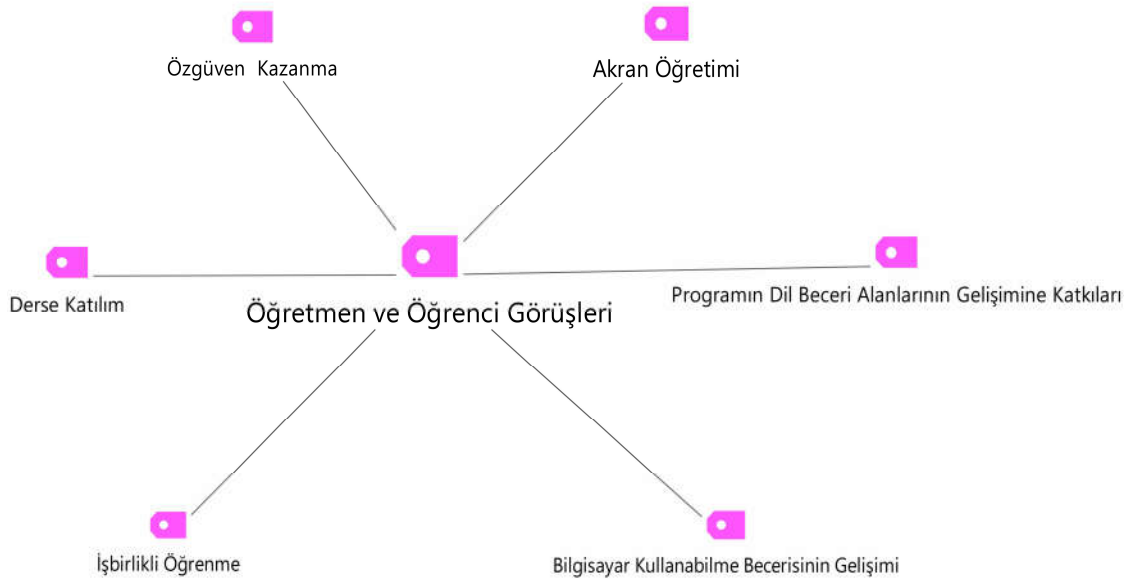 Özgüven Kazanma
Akran Öğretimi
Derse Katılım
Öğretmen ve Öğrenci Görüşleri
Programın Dil Beceri Alanlarının Gelişimine Katkıları
İşbirlikli Öğrenme
Bilgisayar Kullanabilme Becerisinin Gelişimi